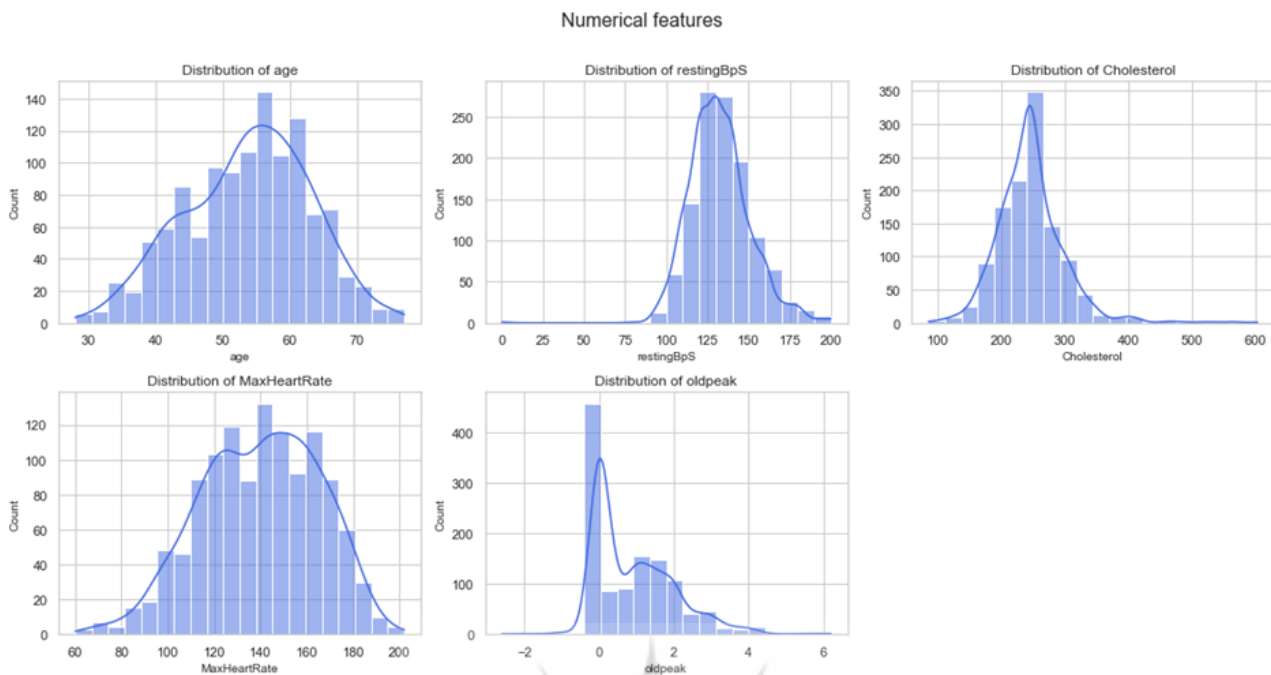 Numerical features
Distribution of age
Count
140
120
100
80
60
40
20
0
30 40 50 60 70
age
Distribution of restingBpS
Count
250
200
150
100
50
0
0 25 50 75 100 125 150 175 200
restingBpS
Distribution of Cholesterol
Count
350
300
250
200
150
100
50
0
100 200 300 400 500 600
Cholesterol
Distribution of MaxHeartRate
Count
120
100
80
60
40
20
0
60 80 100 120 140 160 180 200
MaxHeartRate
Distribution of oldpeak
Count
400
300
200
100
0
−2 0 2 4 6
oldpeak